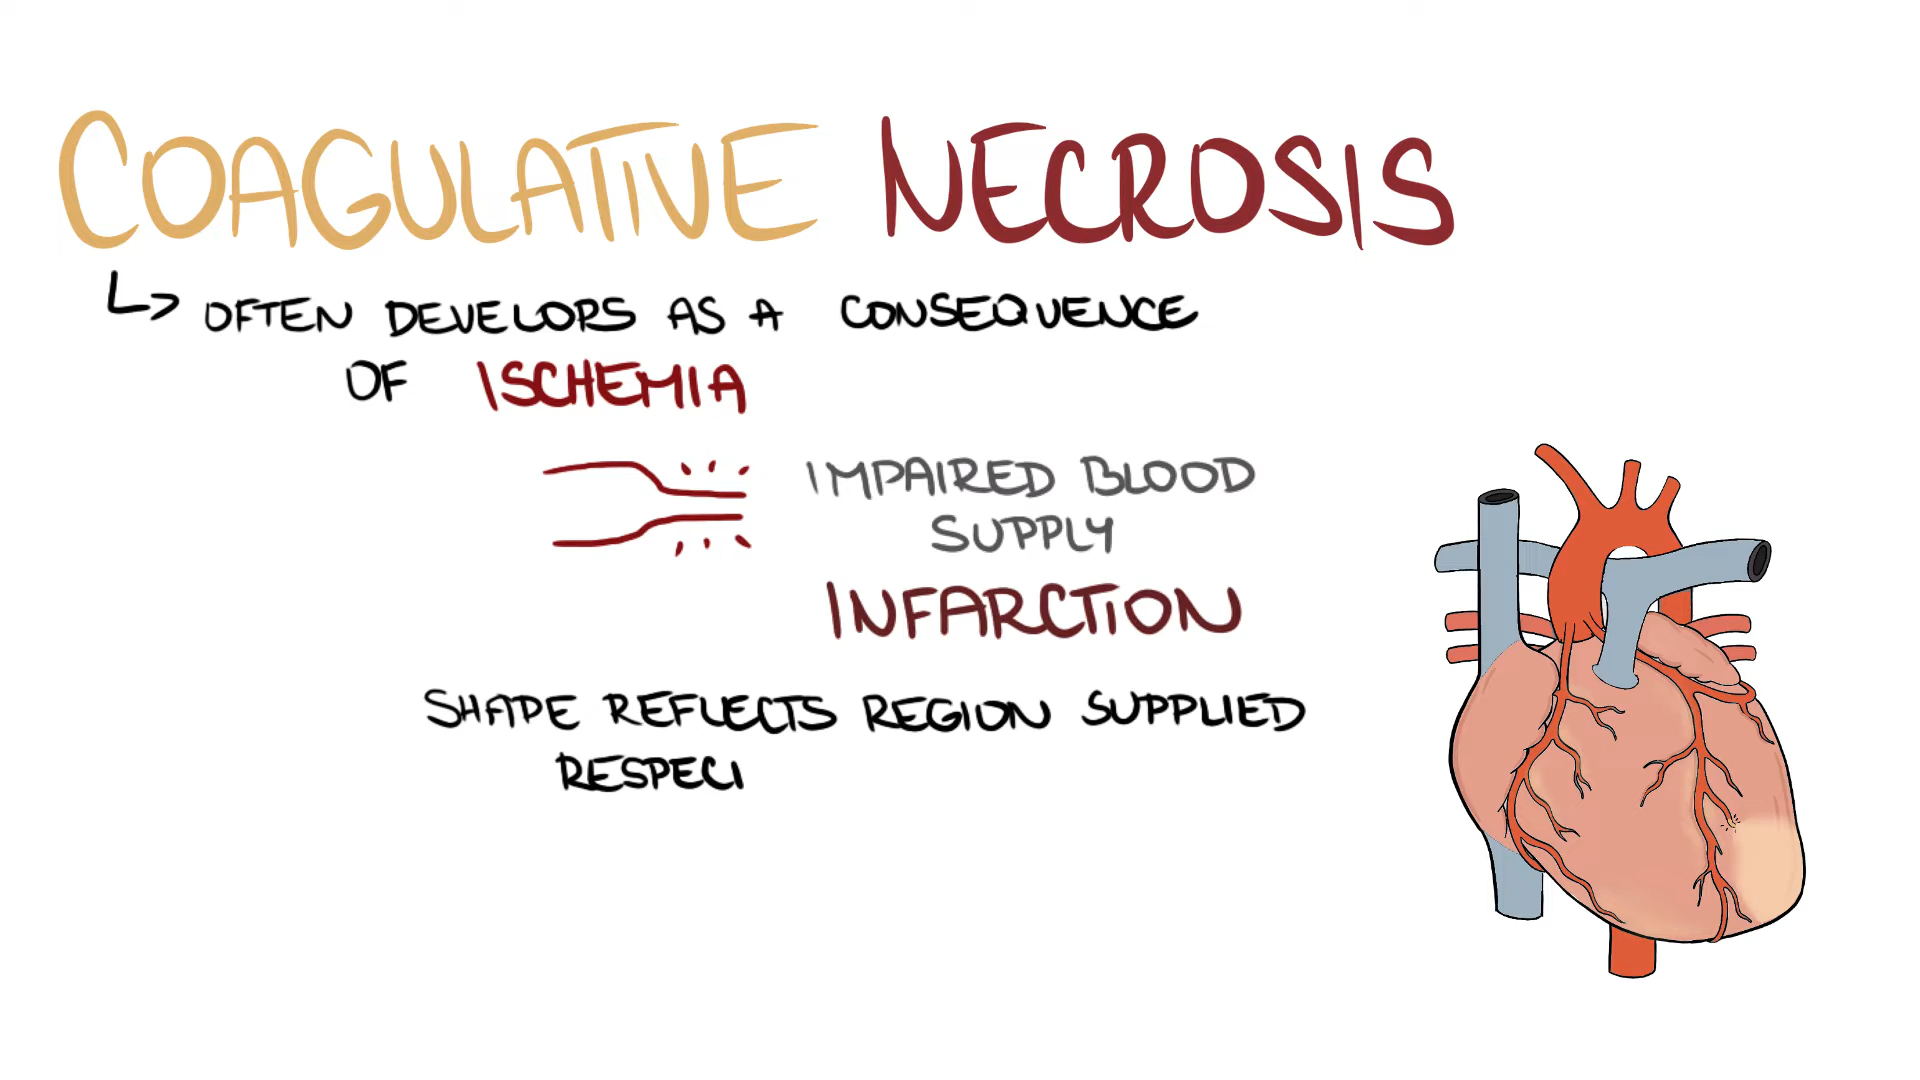 COAGULATIVE NECROSIS
OFTEN DEVELOPS AS A CONSEQUENCE
OF ISCHEMIA
IMPAIRED BLOOD
SUPPLY
INFARCTION
SHAPE REFLECTS REGION SUPPLIED
RESPECI